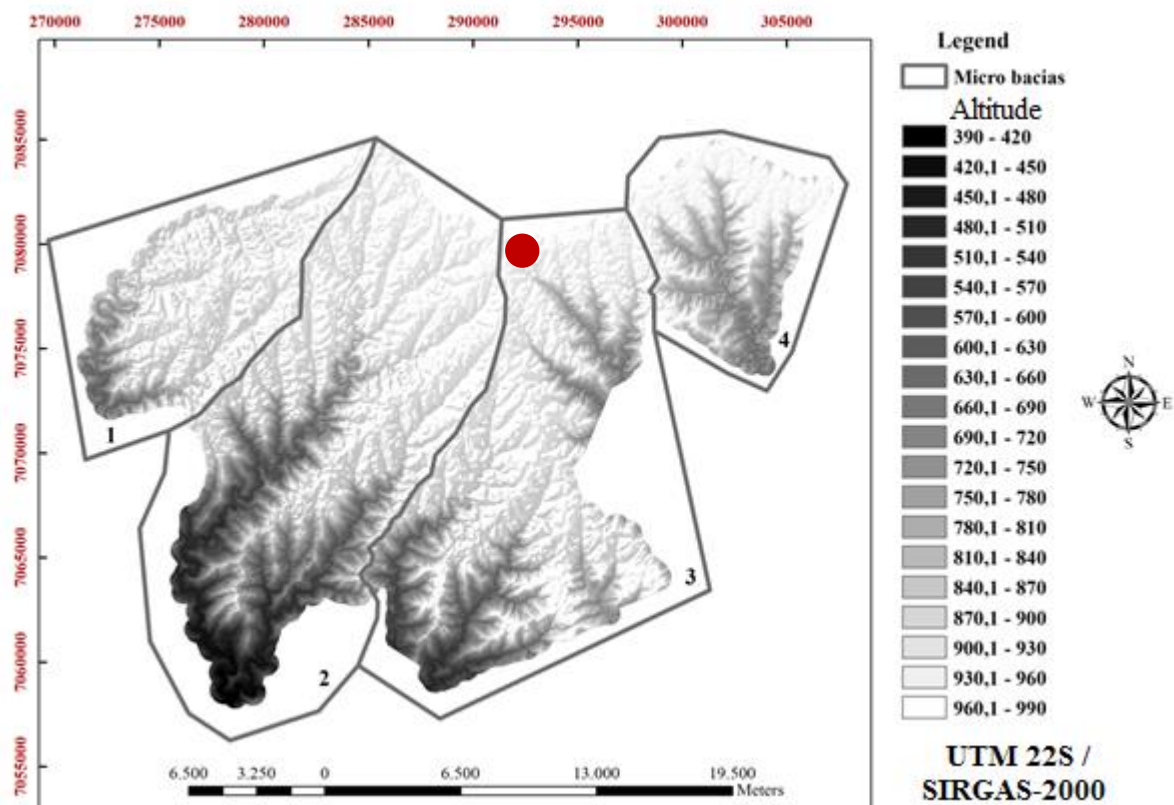 270000 275000 280000 285000 290000 295000 300000 305000
7085000
7080000
7075000
7070000
7065000
7060000
7055000
1
2
3
4
6.500 3.250 0 6.500 13.000 19.500
Meters
Legend
Micro bacias
Altitude
390 - 420
420,1 - 450
450,1 - 480
480,1 - 510
510,1 - 540
540,1 - 570
570,1 - 600
600,1 - 630
630,1 - 660
660,1 - 690
690,1 - 720
720,1 - 750
750,1 - 780
780,1 - 810
810,1 - 840
840,1 - 870
870,1 - 900
900,1 - 930
930,1 - 960
960,1 - 990
N
W E
S
UTM 22S /
SIRGAS-2000